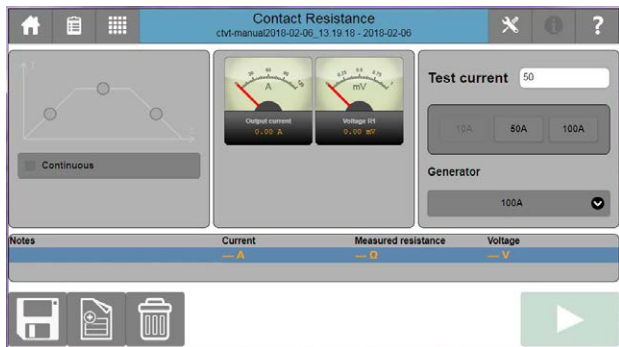 Contact Resistance
ctvt-manual2018-02-06_13.19.18 - 2018-02-06
?
I
Continuous
A
mV
Output current
0.00 A
Voltage R1
0.00 mV
Test current 50
10A 50A 100A
Generator
100A
Notes Current Measured resistance Voltage
--- A --- Ω --- V